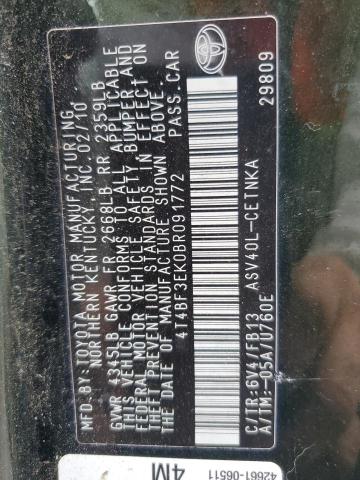 MFD. BY: TOYOTA MOTOR MANUFACTURING,
NORTHERN KENTUCKY, INC. 02/10
GVWR 4345LB GAWR FR 2668LB RR 2359LB
THIS VEHICLE CONFORMS TO ALL APPLICABLE
FEDERAL MOTOR VEHICLE SAFETY, BUMPER, AND
THEFT PREVENTION STANDARDS IN EFFECT ON
THE DATE OF MANUFACTURE SHOWN ABOVE.
4T4BF3EK0BR091772 PASS.CAR
C/TR:6V4/FB13 ASV40L-CETNKA
A/TM:-05A/U760E 29809
42661-06511
4M